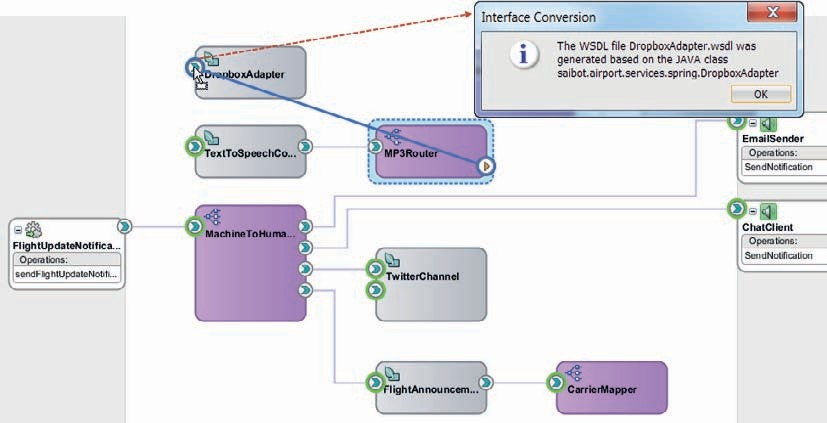 Interface Conversion
The WSDL file DropboxAdapter.wsdl was
generated based on the JAVA class
saibot.airport.services.spring.DropboxAdapter
OK
DropboxAdapter
TextToSpeechCo...
MP3Router
EmailSender
Operations:
SendNotification
MachineToHuma...
ChatClient
Operations:
SendNotification
FlightUpdateNotifica...
Operations:
sendFlightUpdateNotifi...
TwitterChannel
FlightAnnouncem...
CarrierMapper